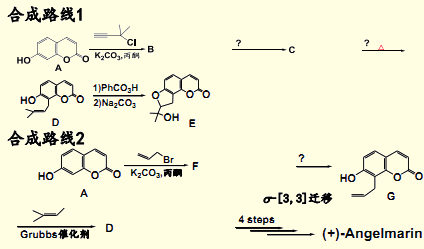 合成路线1
Cl
K2CO3,丙酮
HO
O
O
A
B
?
C
?
△
HO
O
O
D
1)PhCO3H
2)Na2CO3
O
O
O
OH
E
合成路线2
HO
O
O
A
Br
K2CO3,丙酮
F
?
σ-[3,3]迁移
HO
O
O
G
Grubbs催化剂
D
4 steps
(+)-Angelmarin